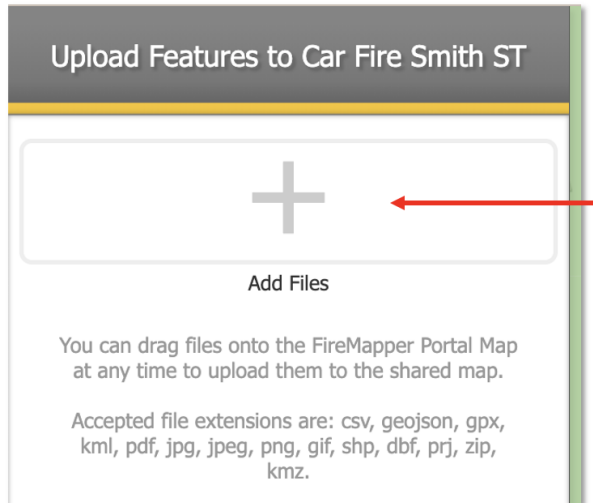 Upload Features to Car Fire Smith ST
Add Files
You can drag files onto the FireMapper Portal Map
at any time to upload them to the shared map.
Accepted file extensions are: csv, geojson, gpx,
kml, pdf, jpg, jpeg, png, gif, shp, dbf, prj, zip,
kmz.